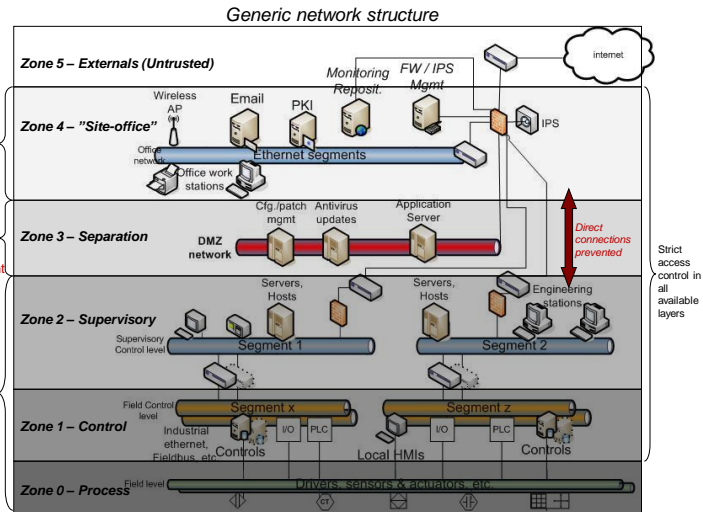 Generic network structure
internet
Zone 5 – Externals (Untrusted)
Monitoring
Reposit.
FW / IPS
Mgmt
Wireless
AP
Email
PKI
Zone 4 – ”Site-office”
IPS
Office
network
Ethernet segments
Office work
stations
Cfg./patch
mgmt
Antivirus
updates
Application
Server
Zone 3 – Separation
DMZ
network
Direct
connections
prevented
Strict
access
control in
all
available
layers
Servers,
Hosts
Servers,
Hosts
Engineering
stations
Zone 2 – Supervisory
Supervisory
Control level
Segment 1
Segment 2
Field Control
level
Segment x
Segment z
Zone 1 – Control
Industrial
ethernet,
Fieldbus, etc.
Controls
I/O
PLC
Local HMIs
I/O
PLC
Controls
Zone 0 – Process
Field level
Drivers, sensors & actuators, etc.
CT